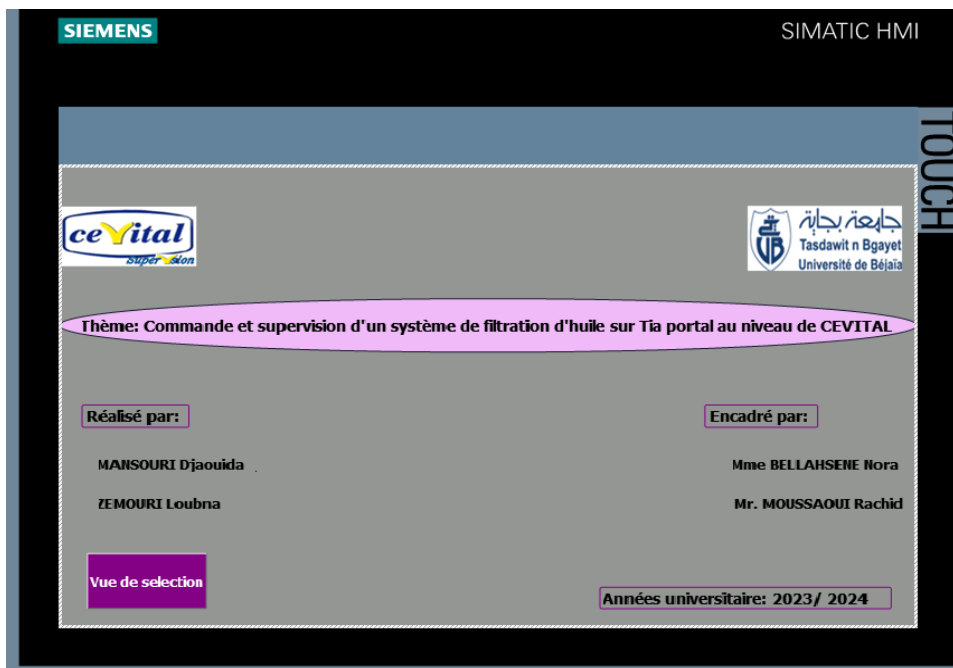 SIEMENS
SIMATIC HMI
TOUCH
ceVital
Supervision
جامعة بجاية
Tasdawit n Bgayet
Université de Béjaïa
UB
Thème: Commande et supervision d'un système de filtration d'huile sur Tia portal au niveau de CEVITAL
Réalisé par:
Encadré par:
MANSOURI Djaouida
Mme BELLAHSENE Nora
ZEMOURI Loubna
Mr. MOUSSAOUI Rachid
Vue de selection
Années universitaire: 2023/ 2024